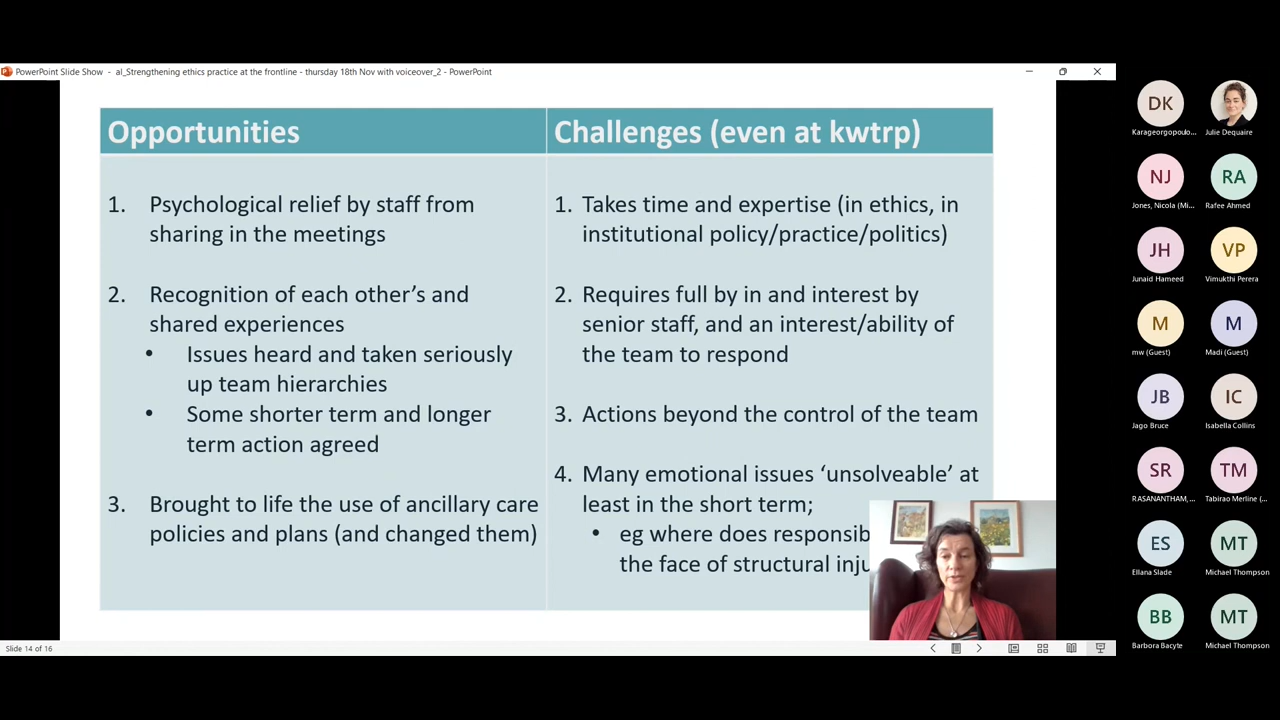 PowerPoint Slide Show - al_Strengthening ethics practice at the frontline - thursday 18th Nov with voiceover_2 - PowerPoint
Opportunities
1. Psychological relief by staff from
sharing in the meetings
2. Recognition of each other's and
shared experiences
• Issues heard and taken seriously
up team hierarchies
• Some shorter term and longer
term action agreed
3. Brought to life the use of ancillary care
policies and plans (and changed them)
Challenges (even at kwtrp)
1. Takes time and expertise (in ethics, in
institutional policy/practice/politics)
2. Requires full by in and interest by
senior staff, and an interest/ability of
the team to respond
3. Actions beyond the control of the team
4. Many emotional issues ‘unsolveable’ at
least in the short term;
• eg where does responsib
the face of structural inju
Slide 14 of 16
DK
Karageorgopoulo...
Julie Dequaire
NJ
Jones, Nicola (Mi...
RA
Rafee Ahmed
JH
Junaid Hameed
VP
Vimukthi Perera
M
mw (Guest)
M
Madi (Guest)
JB
Jago Bruce
IC
Isabella Collins
SR
RASANANTHAM,...
TM
Tabirao Merline (...
ES
Ellana Slade
MT
Michael Thompson
BB
Barbora Bacyte
MT
Michael Thompson